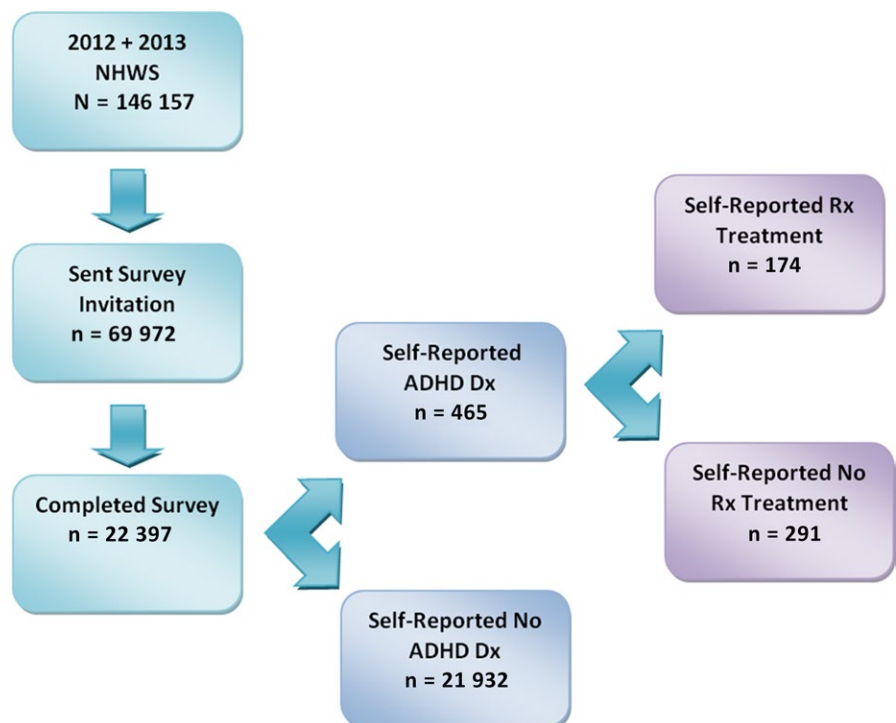 2012 + 2013
NHWS
N = 146 157
Sent Survey
Invitation
n = 69 972
Completed Survey
n = 22 397
Self-Reported
ADHD Dx
n = 465
Self-Reported No
ADHD Dx
n = 21 932
Self-Reported Rx
Treatment
n = 174
Self-Reported No
Rx Treatment
n = 291